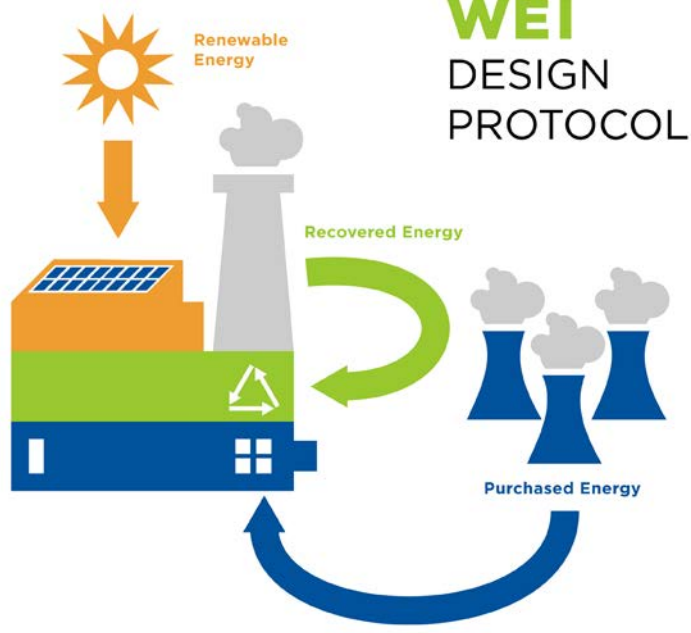 WEI
DESIGN
PROTOCOL
Renewable
Energy
Recovered Energy
Purchased Energy